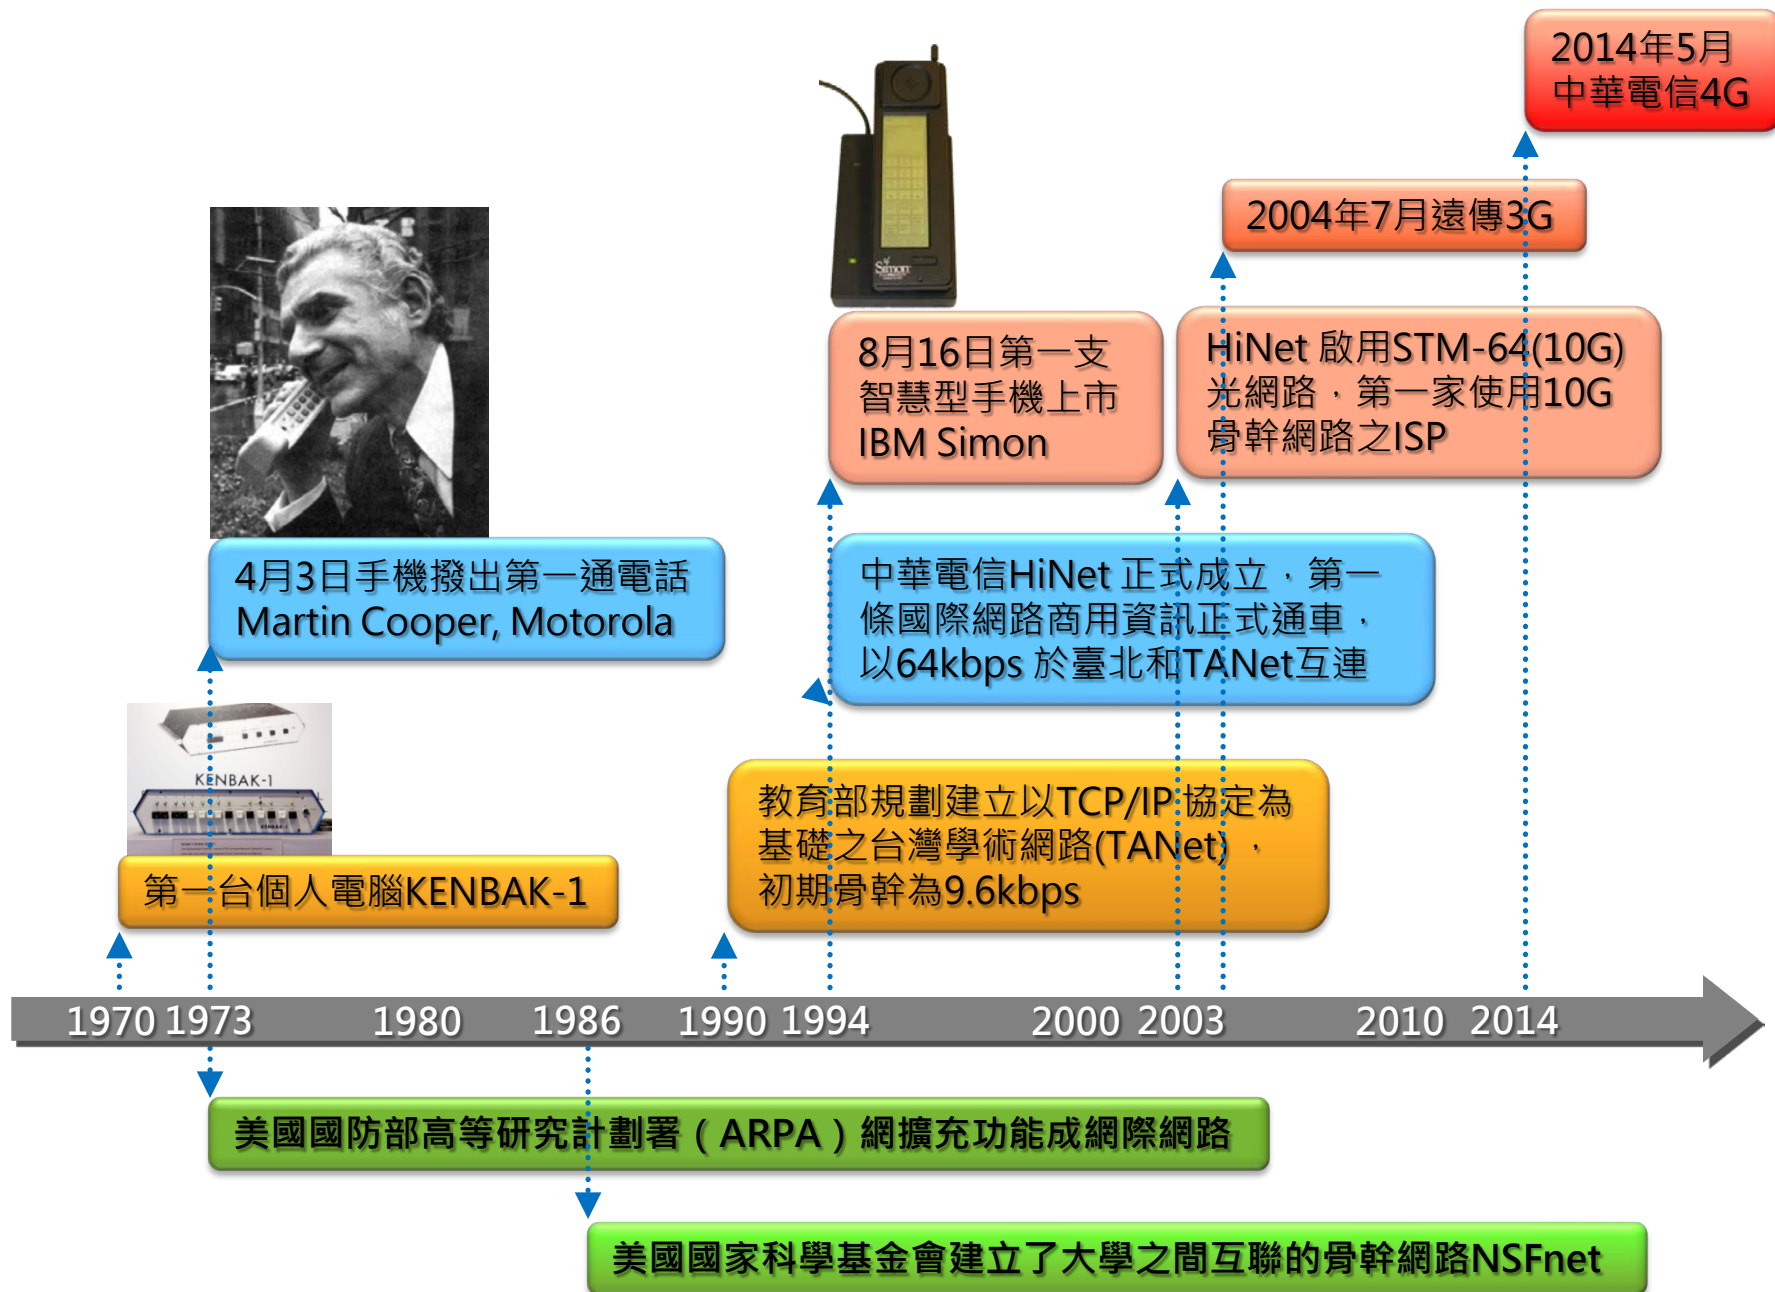 2014年5月
中華電信4G
2004年7月遠傳3G
Simon
8月16日第一支
智慧型手機上市
IBM Simon
HiNet 啟用STM-64(10G)
光網路，第一家使用10G
骨幹網路之ISP
4月3日手機撥出第一通電話
Martin Cooper, Motorola
中華電信HiNet 正式成立，第一
條國際網路商用資訊正式通車，
以64kbps 於臺北和TANet互連
KENBAK-1
KENBAK-1
第一台個人電腦KENBAK-1
教育部規劃建立以TCP/IP 協定為
基礎之台灣學術網路(TANet) ，
初期骨幹為9.6kbps
1970 1973 1980 1986 1990 1994 2000 2003 2010 2014
美國國防部高等研究計劃署（ARPA）網擴充功能成網際網路
美國國家科學基金會建立了大學之間互聯的骨幹網路NSFnet